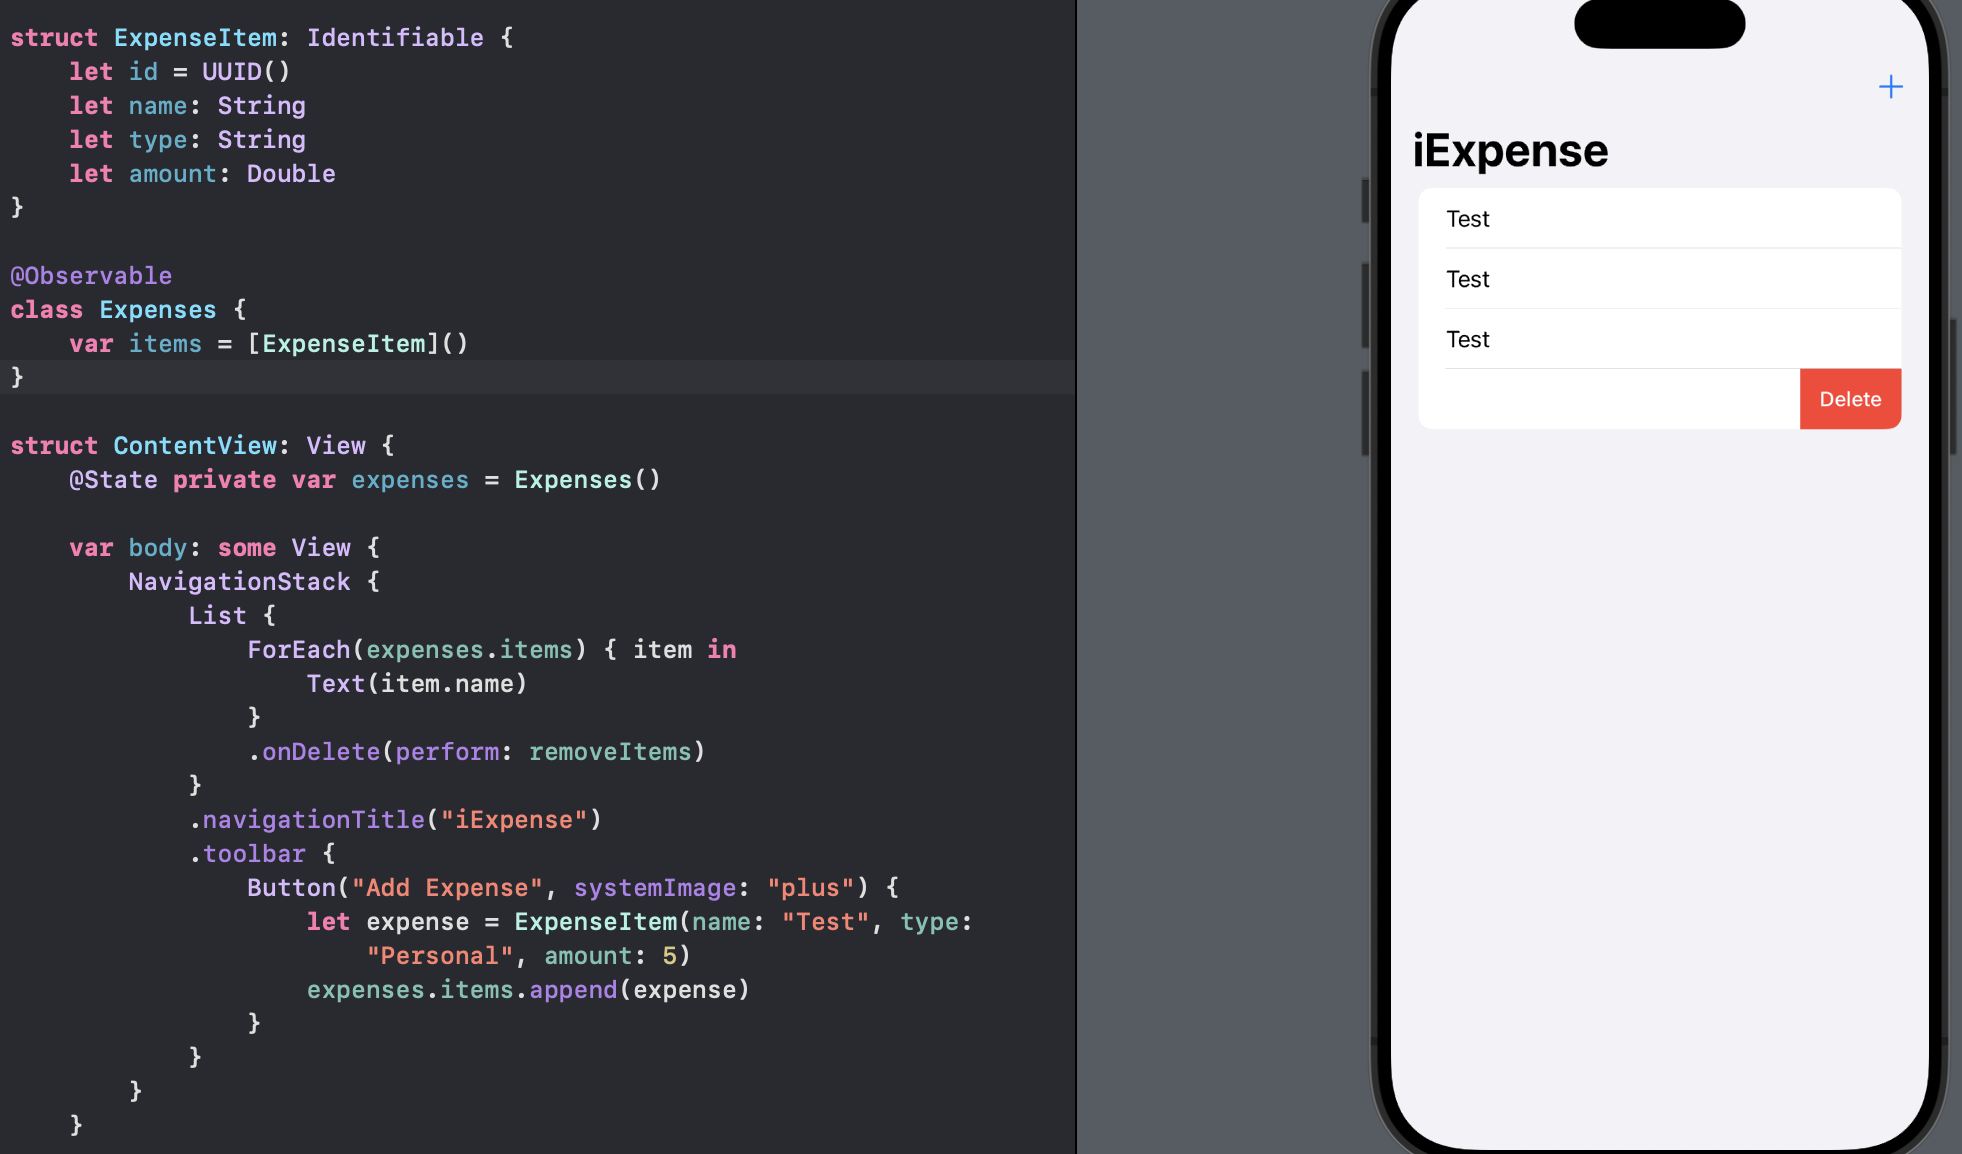 struct ExpenseItem: Identifiable {
    let id = UUID()
    let name: String
    let type: String
    let amount: Double
}

@Observable
class Expenses {
    var items = [ExpenseItem]()
}

struct ContentView: View {
    @State private var expenses = Expenses()

    var body: some View {
        NavigationStack {
            List {
                ForEach(expenses.items) { item in
                    Text(item.name)
                }
                .onDelete(perform: removeItems)
            }
            .navigationTitle("iExpense")
            .toolbar {
                Button("Add Expense", systemImage: "plus") {
                    let expense = ExpenseItem(name: "Test", type:
                        "Personal", amount: 5)
                    expenses.items.append(expense)
                }
            }
        }
    }
iExpense
Test
Test
Test
Delete